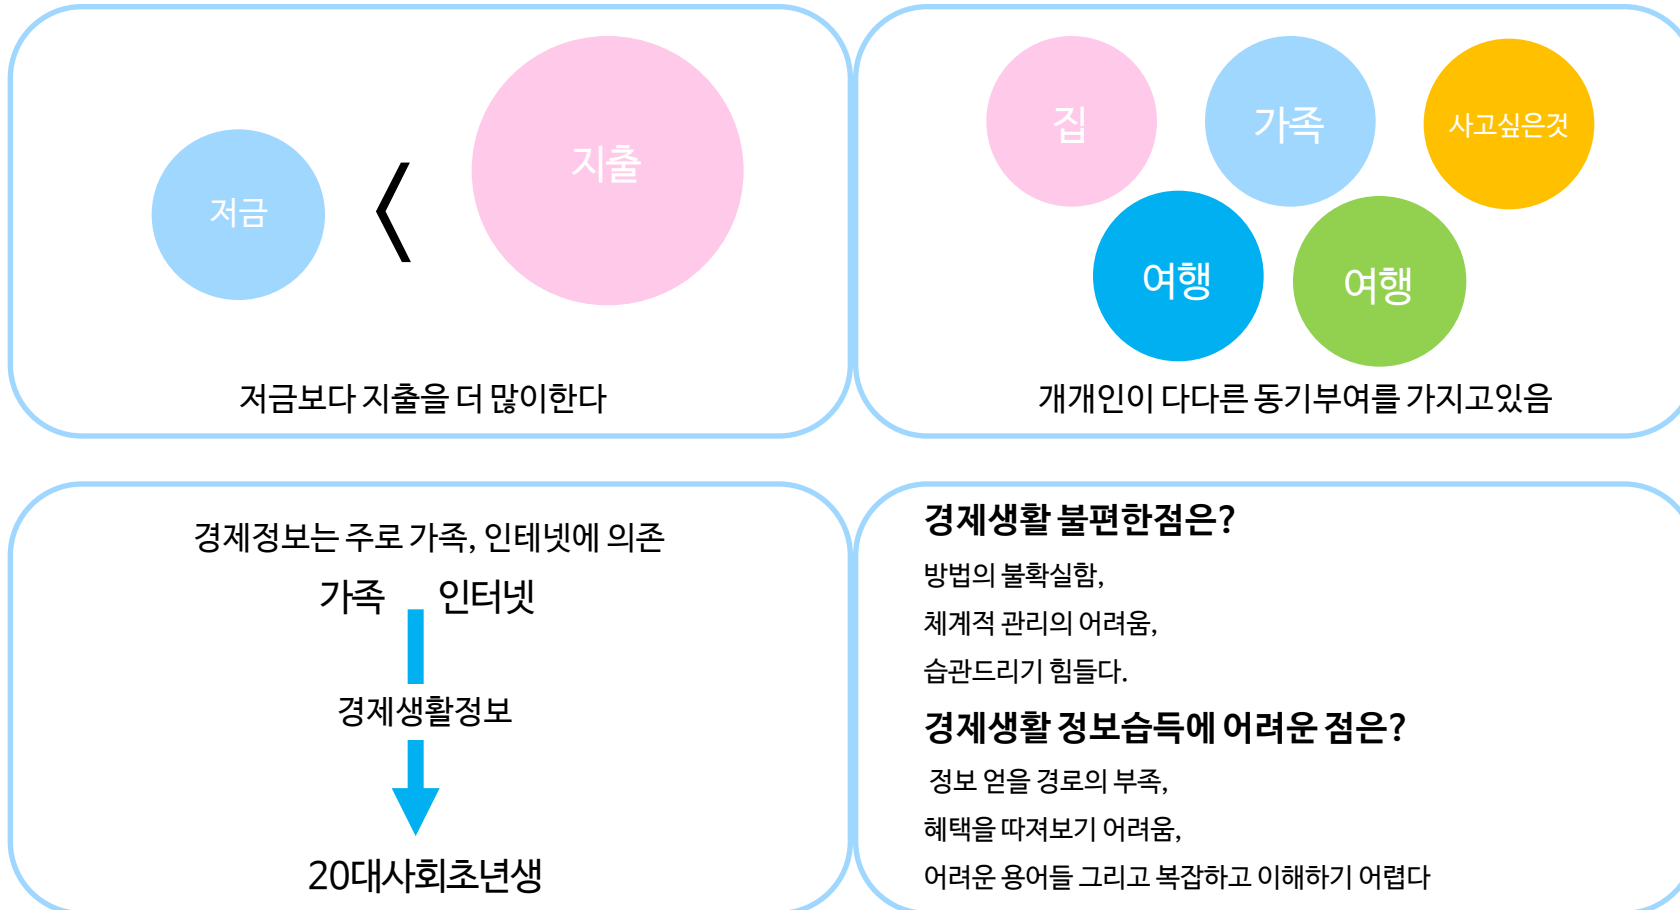 저금
〈
지출
저금보다 지출을 더 많이한다
집
가족
사고싶은것
여행
여행
개개인이 다다른 동기부여를 가지고있음
경제정보는 주로 가족, 인테넷에 의존
가족 인터넷
경제생활정보
20대사회초년생
경제생활 불편한점은?
방법의 불확실함,
체계적 관리의 어려움,
습관드리기 힘들다.
경제생활 정보습득에 어려운 점은?
정보 얻을 경로의 부족,
혜택을 따져보기 어려움,
어려운 용어들 그리고 복잡하고 이해하기 어렵다